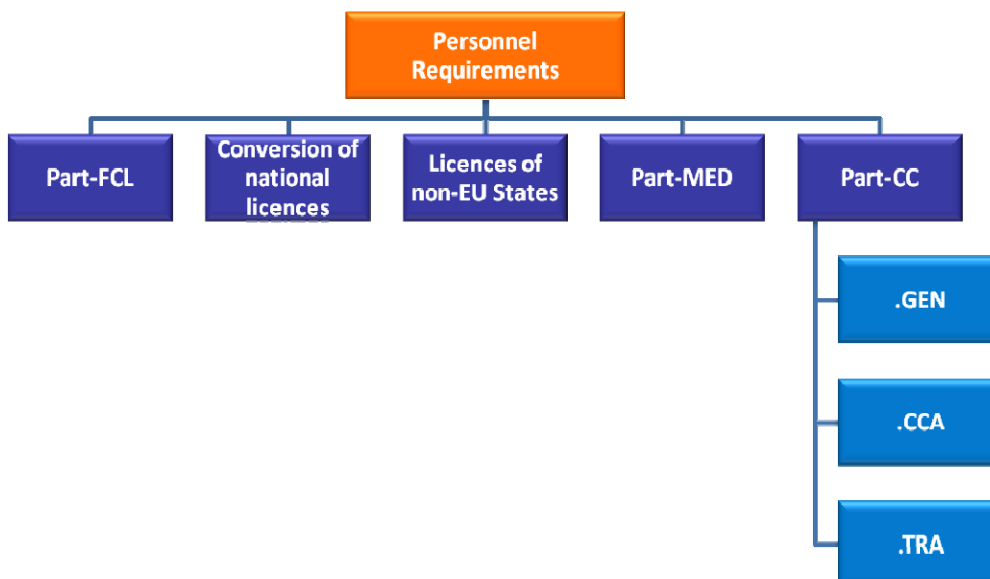 Personnel
Requirements
Part-FCL
Conversion of
national
licences
Licences of
non-EU States
Part-MED
Part-CC
.GEN
.CCA
.TRA